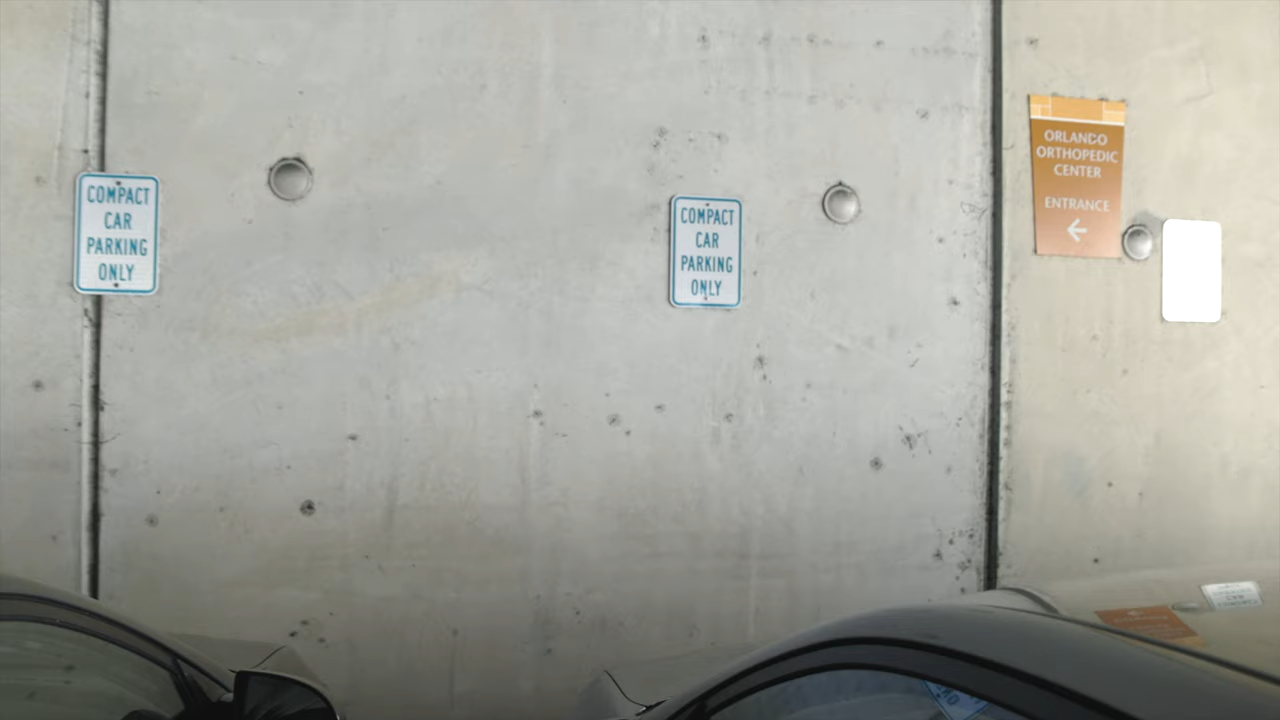 COMPACT
CAR
PARKING
ONLY
COMPACT
CAR
PARKING
ONLY
ORLANDO
ORTHOPEDIC
CENTER
ENTRANCE